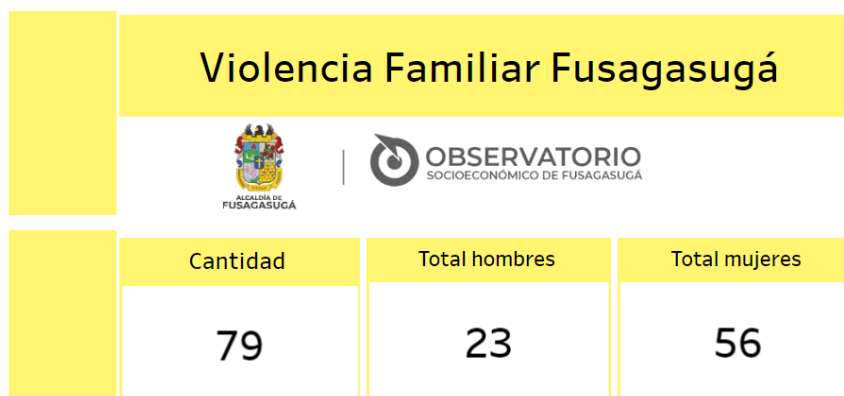 Violencia Familiar Fusagasugá
ALCALDÍA DE
FUSAGASUGÁ
OBSERVATORIO
SOCIOECONÓMICO DE FUSAGASUGÁ
Cantidad
Total hombres
Total mujeres
79
23
56